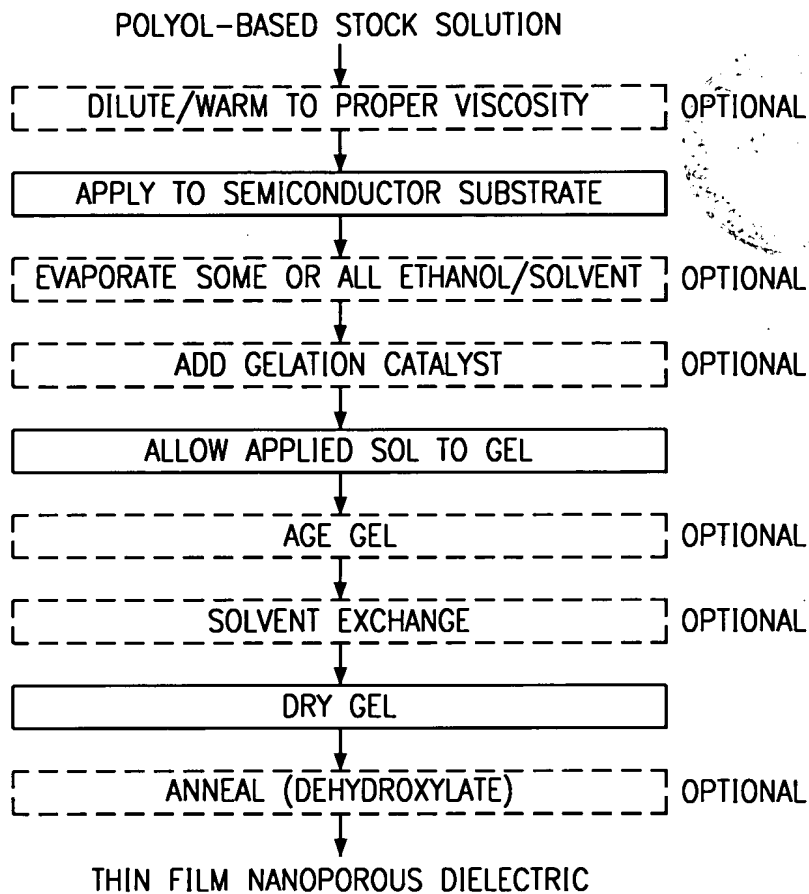 POLYOL-BASED STOCK SOLUTION
DILUTE/WARM TO PROPER VISCOSITY OPTIONAL
APPLY TO SEMICONDUCTOR SUBSTRATE
EVAPORATE SOME OR ALL ETHANOL/SOLVENT OPTIONAL
ADD GELATION CATALYST OPTIONAL
ALLOW APPLIED SOL TO GEL
AGE GEL OPTIONAL
SOLVENT EXCHANGE OPTIONAL
DRY GEL
ANNEAL (DEHYDROXYLATE) OPTIONAL
THIN FILM NANOPOROUS DIELECTRIC